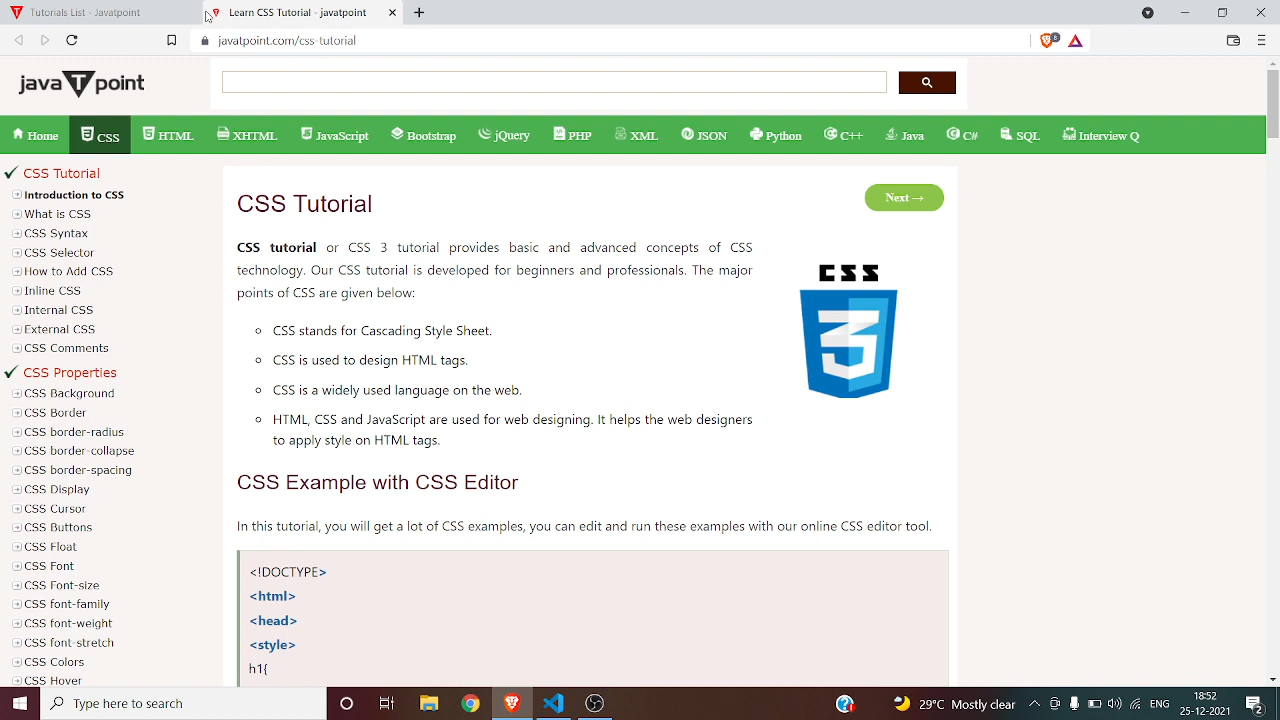 Tutorials List - Javatpoint
Learn CSS Tutorial - javatpoint
javatpoint.com/css-tutorial
8
java T point
Home
CSS
HTML
XHTML
JavaScript
Bootstrap
jQuery
PHP
XML
JSON
Python
C++
Java
C#
SQL
Interview Q
CSS Tutorial
Introduction to CSS
What is CSS
CSS Syntax
CSS Selector
How to Add CSS
Inline CSS
Internal CSS
External CSS
CSS Comments
CSS Properties
CSS Background
CSS Border
CSS border-radius
CSS border-collapse
CSS border-spacing
CSS Display
CSS Cursor
CSS Buttons
CSS Float
CSS Font
CSS Font-size
CSS font-family
CSS font-weight
CSS font-stretch
CSS Colors
CSS Hover
CSS Tutorial
Next →
CSS tutorial or CSS 3 tutorial provides basic and advanced concepts of CSS
technology. Our CSS tutorial is developed for beginners and professionals. The major
points of CSS are given below:
CSS
3
CSS stands for Cascading Style Sheet.
CSS is used to design HTML tags.
CSS is a widely used language on the web.
HTML, CSS and JavaScript are used for web designing. It helps the web designers
to apply style on HTML tags.
CSS Example with CSS Editor
In this tutorial, you will get a lot of CSS examples, you can edit and run these examples with our online CSS editor tool.
<!DOCTYPE>
<html>
<head>
<style>
h1{
Type here to search
29°C Mostly clear
ENG
18:52
25-12-2021
2